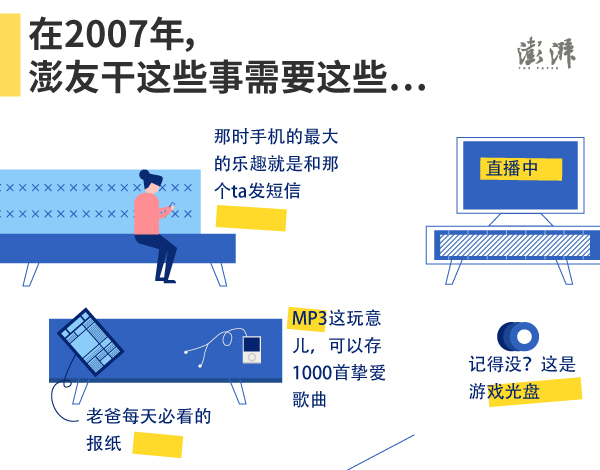 在2007年，
澎友干这些事需要这些…
澎湃
THE PAPER
那时手机的最大
的乐趣就是和那
个ta发短信
直播中
MP3这玩意
儿，可以存
1000首挚爱
歌曲
记得没？这是
游戏光盘
老爸每天必看的
报纸